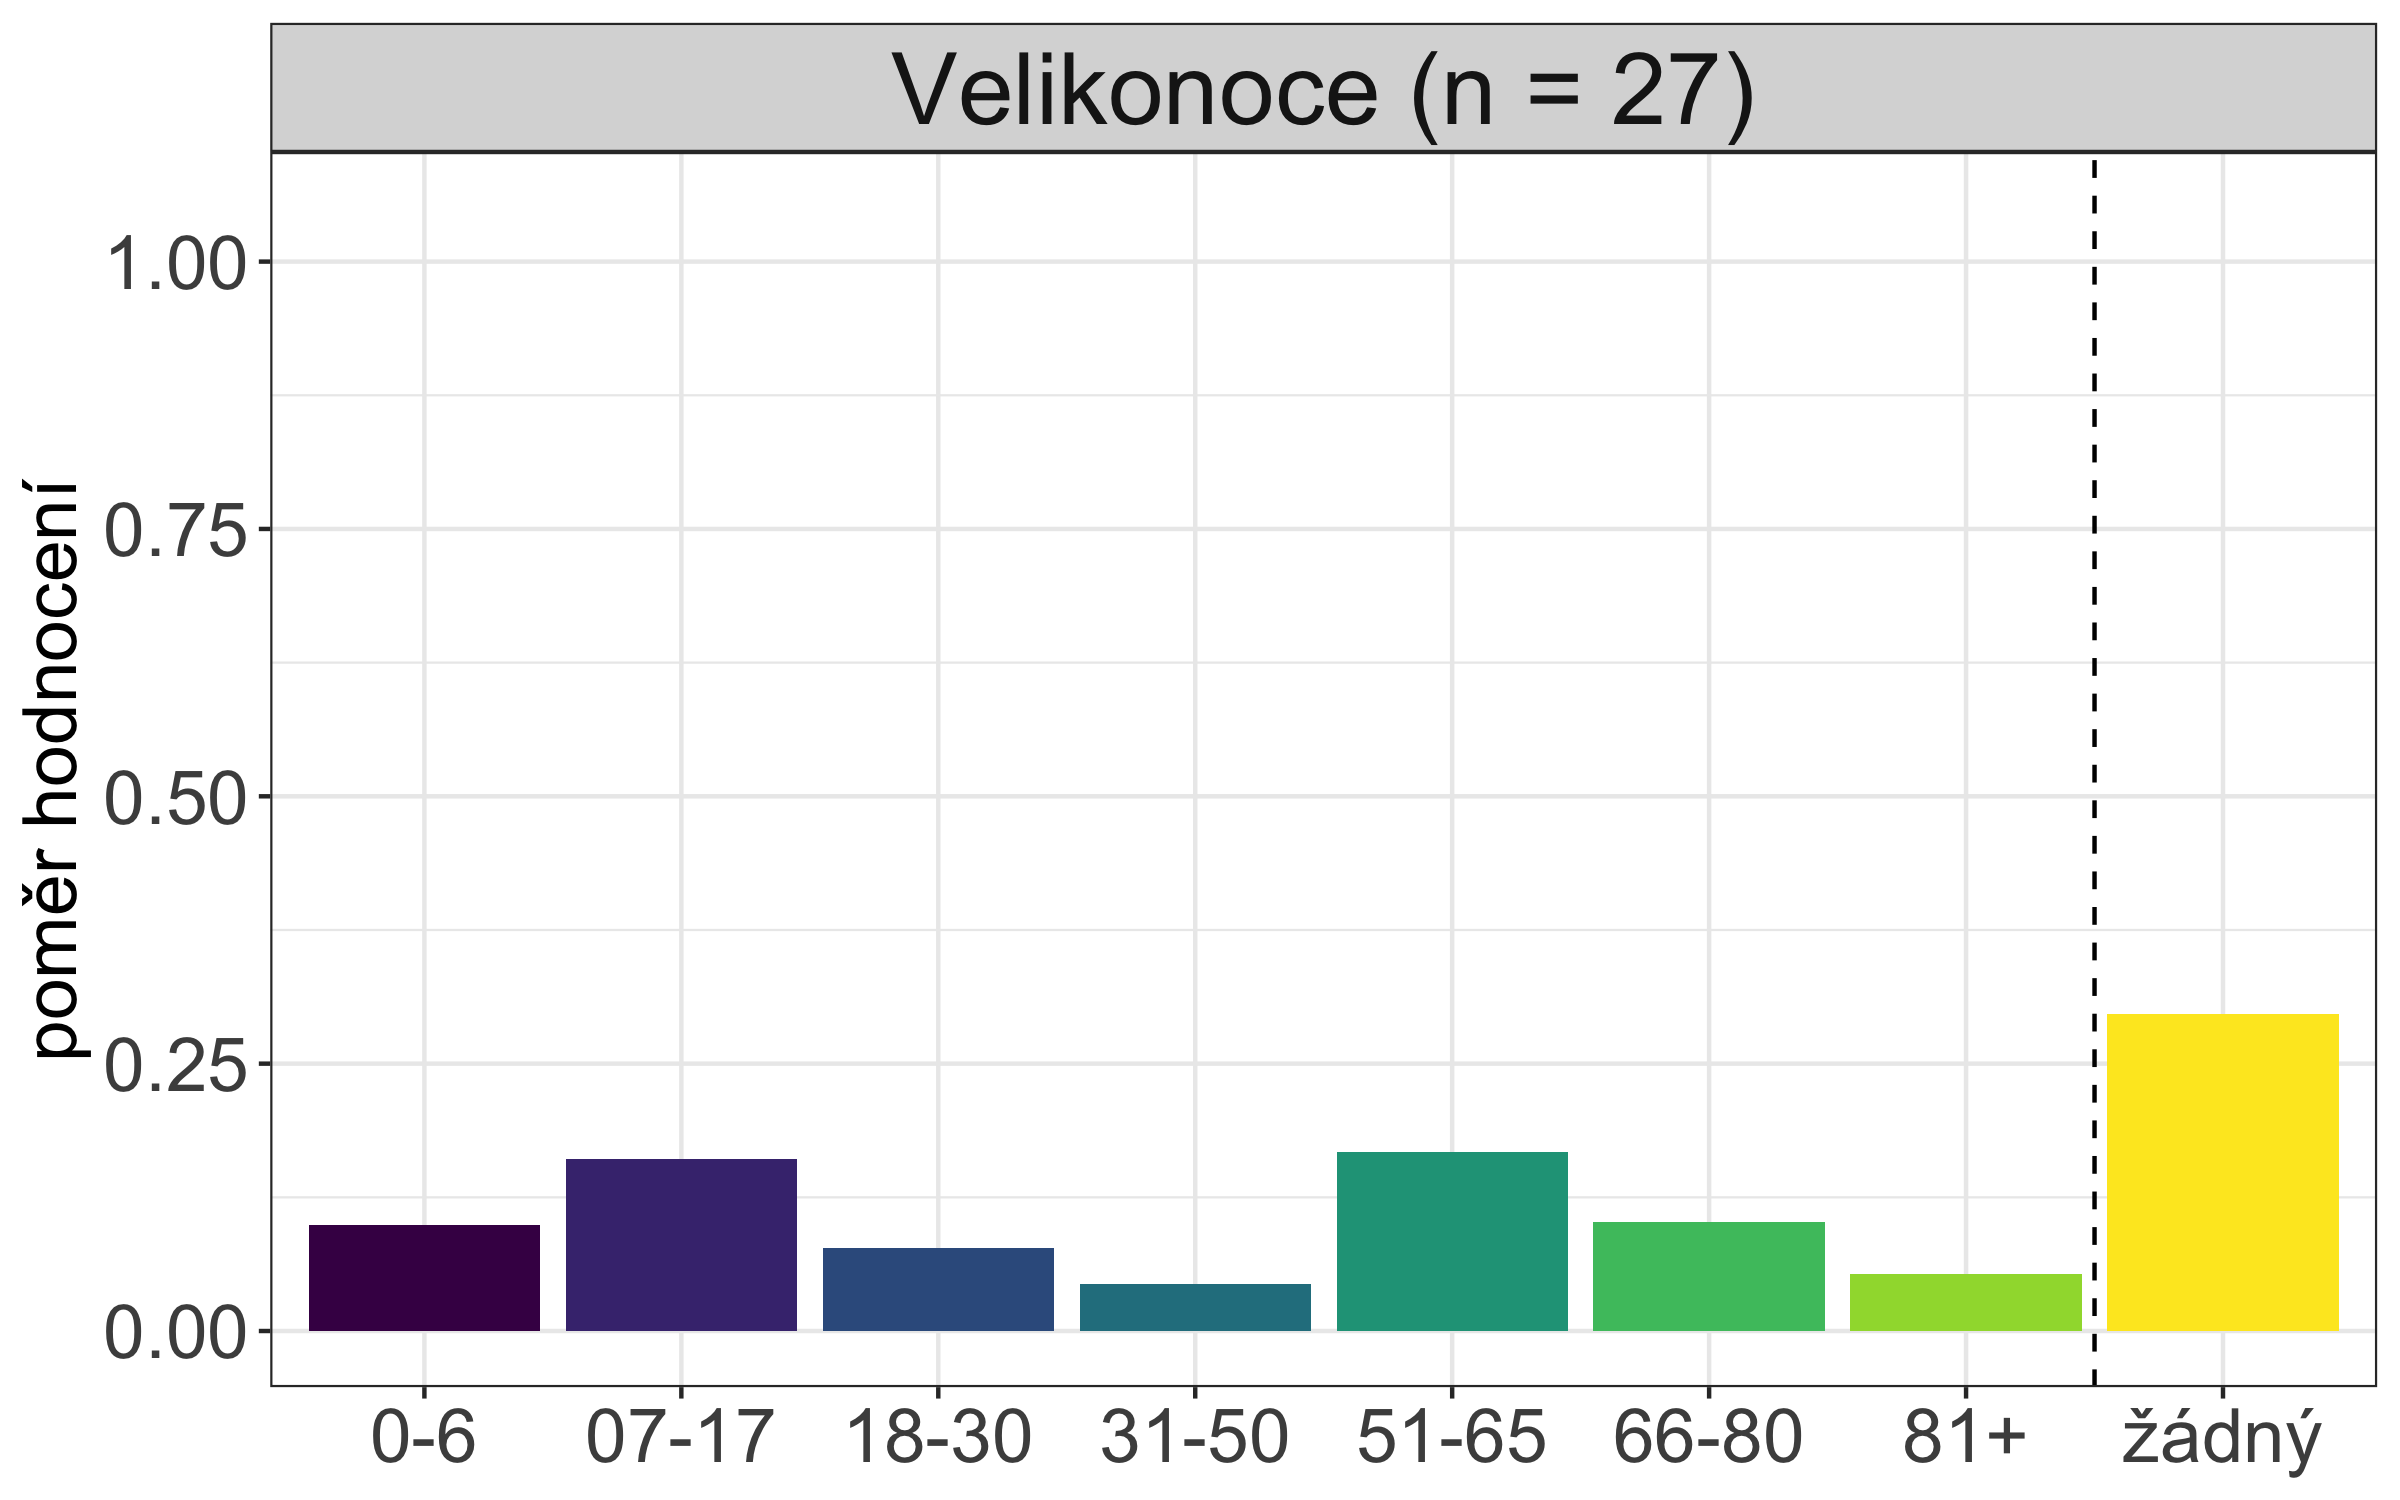 Velikonoce (n = 27)
poměr hodnocení
1.00
0.75
0.50
0.25
0.00
0-6 07-17 18-30 31-50 51-65 66-80 81+ žádný